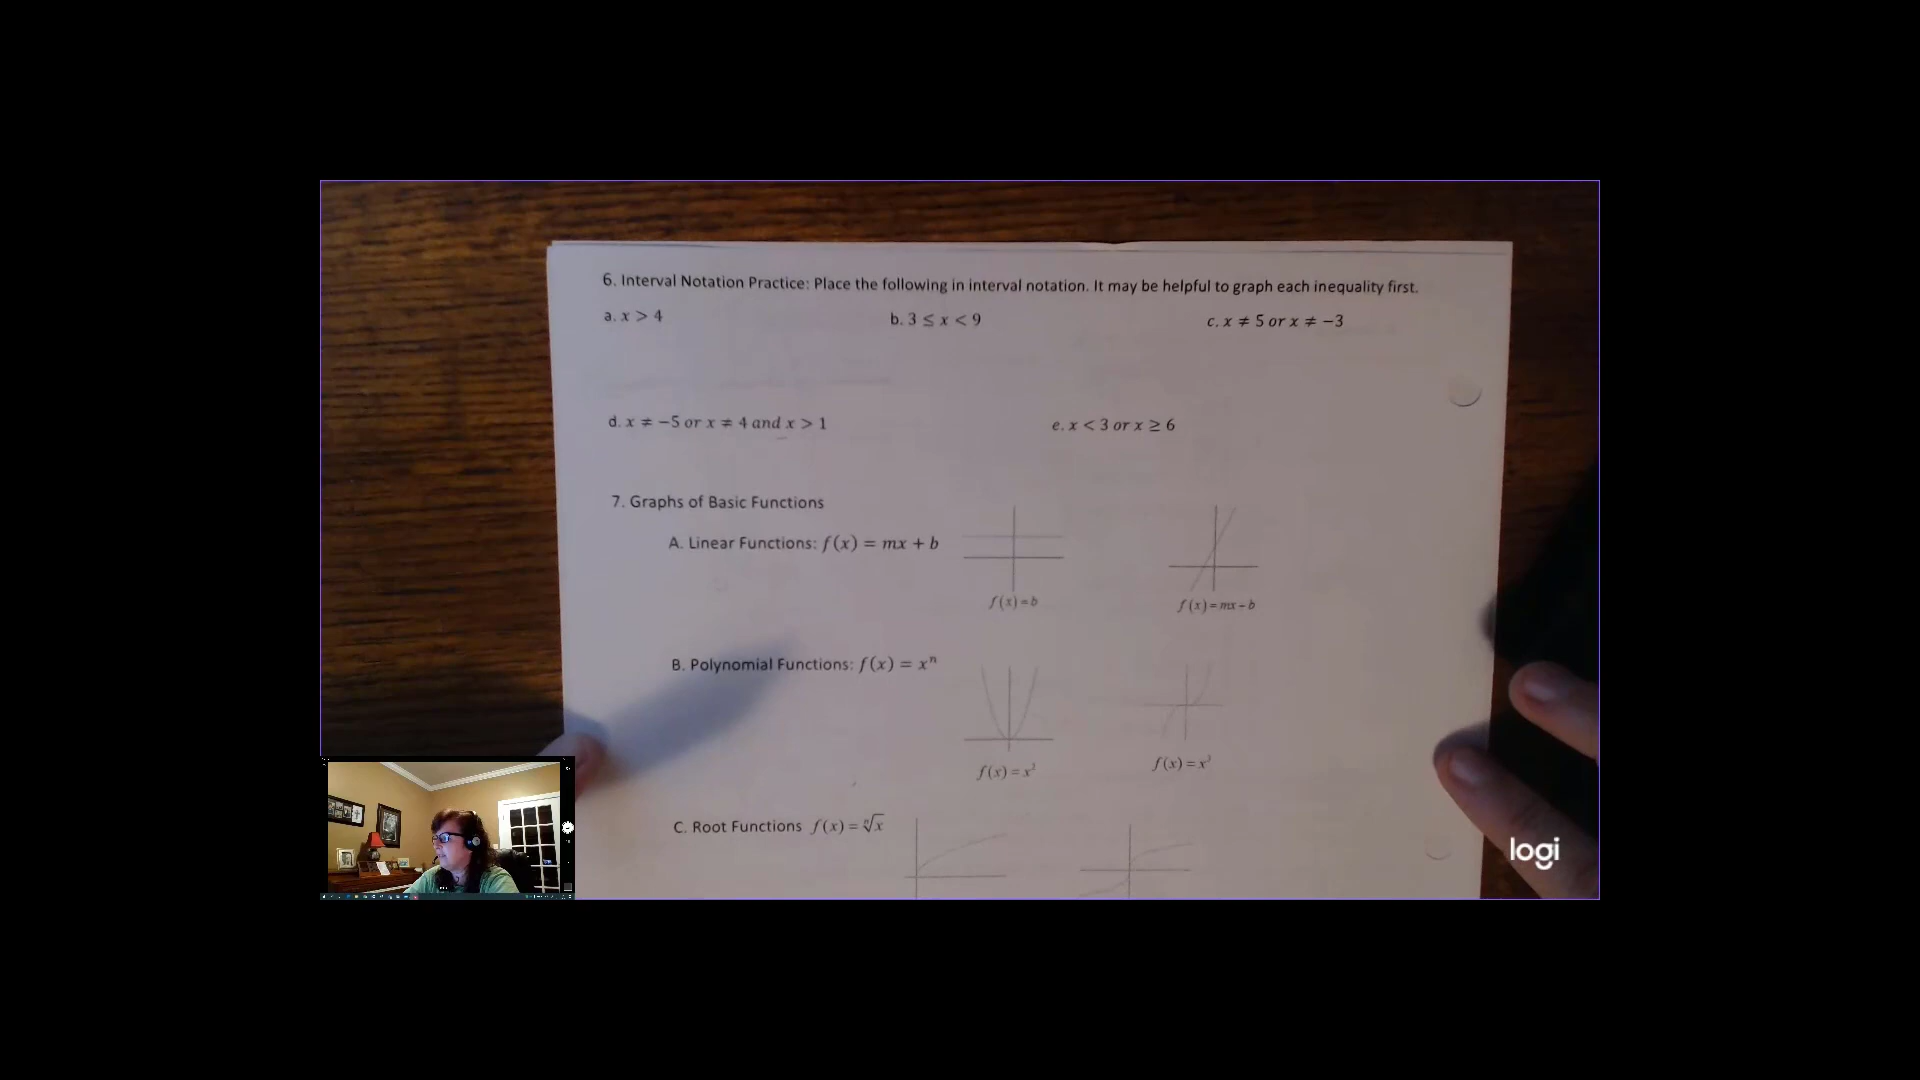 6. Interval Notation Practice: Place the following in interval notation. It may be helpful to graph each inequality first.
a. x > 4
b. 3 ≤ x < 9
c. x ≠ 5 or x ≠ −3
d. x ≠ −5 or x ≠ 4 and x > 1
e. x < 3 or x ≥ 6
7. Graphs of Basic Functions
A. Linear Functions: f(x) = mx + b
f(x) = b
f(x) = mx − b
B. Polynomial Functions: f(x) = xⁿ
f(x) = x²
f(x) = x³
C. Root Functions f(x) = ⁿ√x
logi